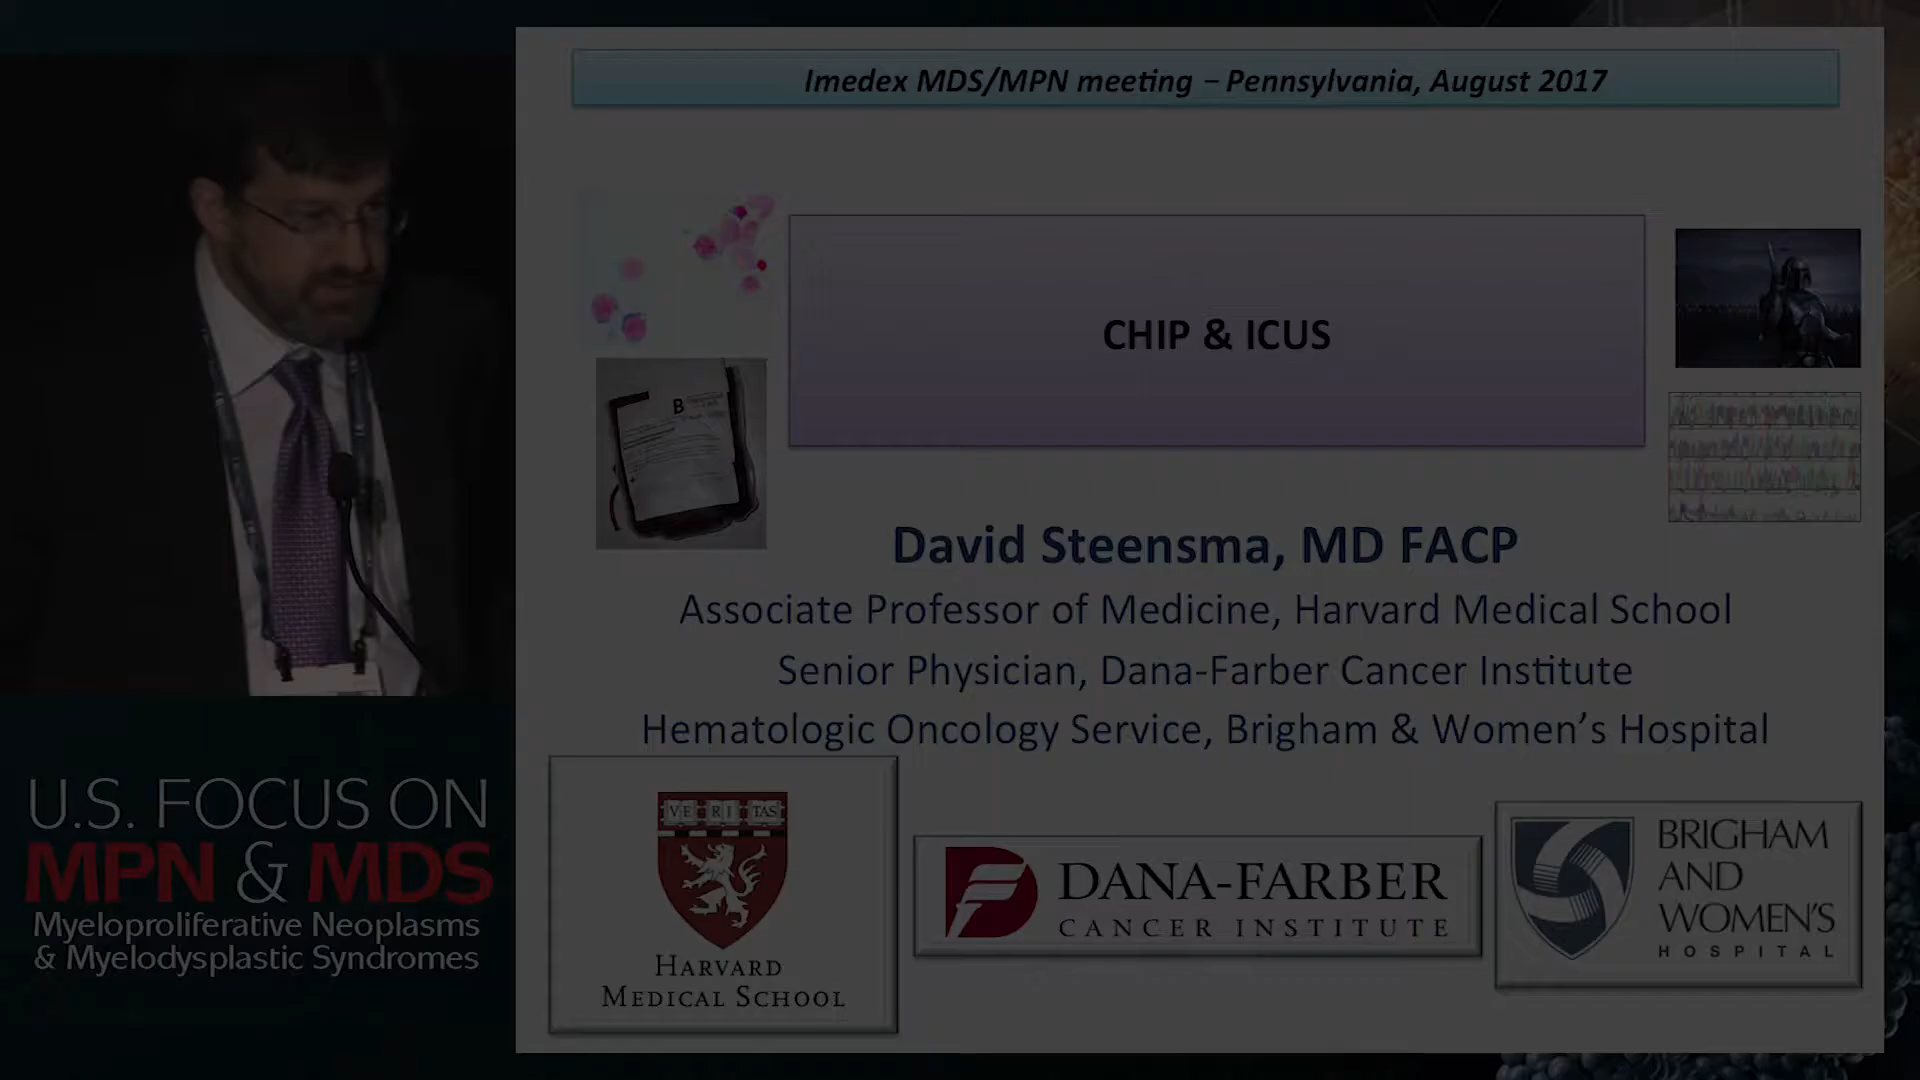 Imedex MDS/MPN meeting – Pennsylvania, August 2017
CHIP & ICUS
B
David Steensma, MD FACP
Associate Professor of Medicine, Harvard Medical School
Senior Physician, Dana-Farber Cancer Institute
Hematologic Oncology Service, Brigham & Women's Hospital
U.S. FOCUS ON
MPN & MDS
Myeloproliferative Neoplasms
& Myelodysplastic Syndromes
VE RI TAS
HARVARD
MEDICAL SCHOOL
DANA-FARBER
CANCER INSTITUTE
BRIGHAM
AND
WOMEN'S
HOSPITAL